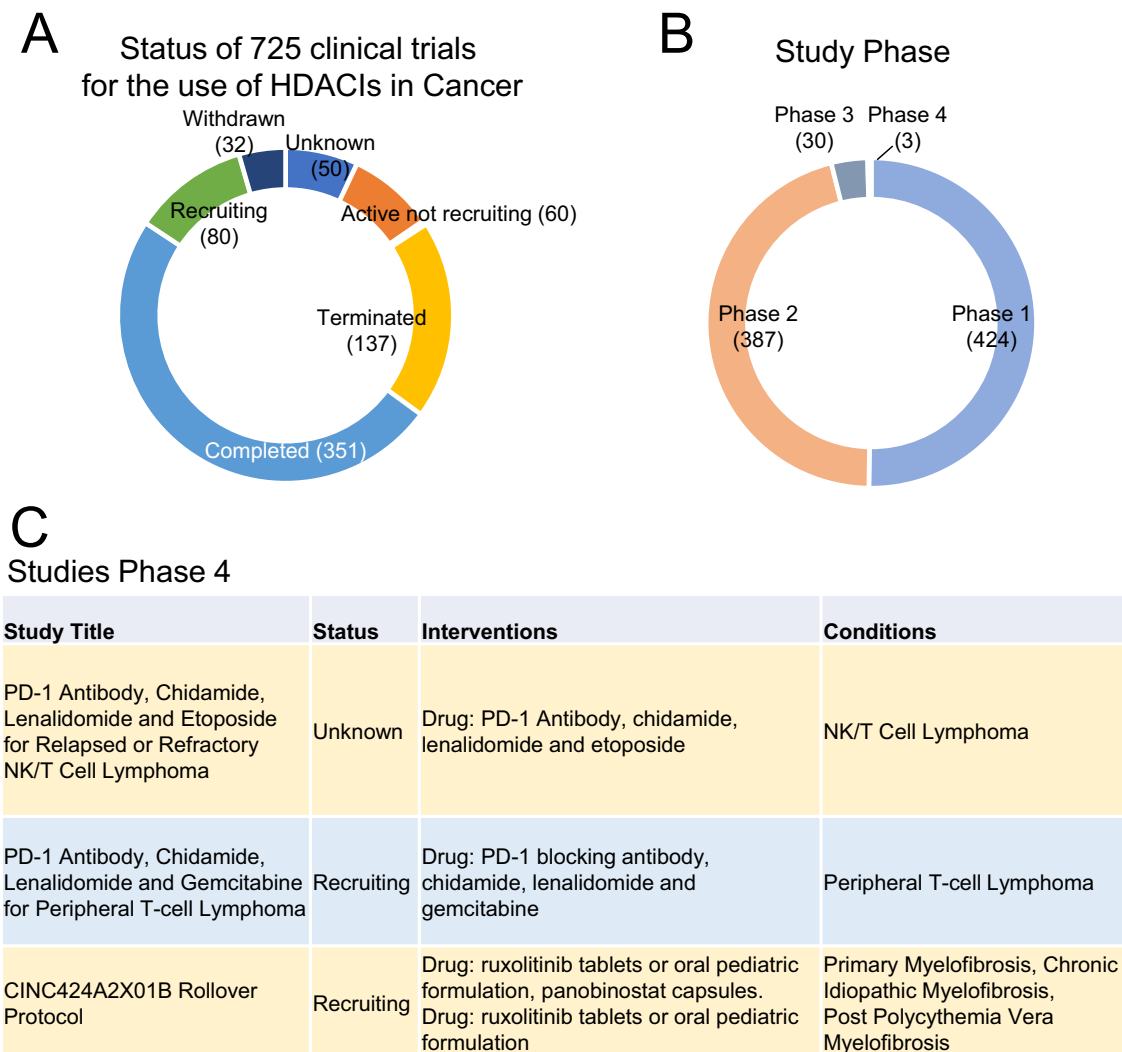 A
Status of 725 clinical trials
for the use of HDACIs in Cancer
Withdrawn
(32)
Unknown
(50)
Recruiting
(80)
Active not recruiting (60)
Terminated
(137)
Completed (351)
B
Study Phase
Phase 3
(30)
Phase 4
(3)
Phase 2
(387)
Phase 1
(424)
C
Studies Phase 4
Study Title
Status
Interventions
Conditions
PD-1 Antibody, Chidamide,
Lenalidomide and Etoposide
for Relapsed or Refractory
NK/T Cell Lymphoma
Unknown
Drug: PD-1 Antibody, chidamide,
lenalidomide and etoposide
NK/T Cell Lymphoma
PD-1 Antibody, Chidamide,
Lenalidomide and Gemcitabine
for Peripheral T-cell Lymphoma
Recruiting
Drug: PD-1 blocking antibody,
chidamide, lenalidomide and
gemcitabine
Peripheral T-cell Lymphoma
CINC424A2X01B Rollover
Protocol
Recruiting
Drug: ruxolitinib tablets or oral pediatric
formulation, panobinostat capsules.
Drug: ruxolitinib tablets or oral pediatric
formulation
Primary Myelofibrosis, Chronic
Idiopathic Myelofibrosis,
Post Polycythemia Vera
Myelofibrosis